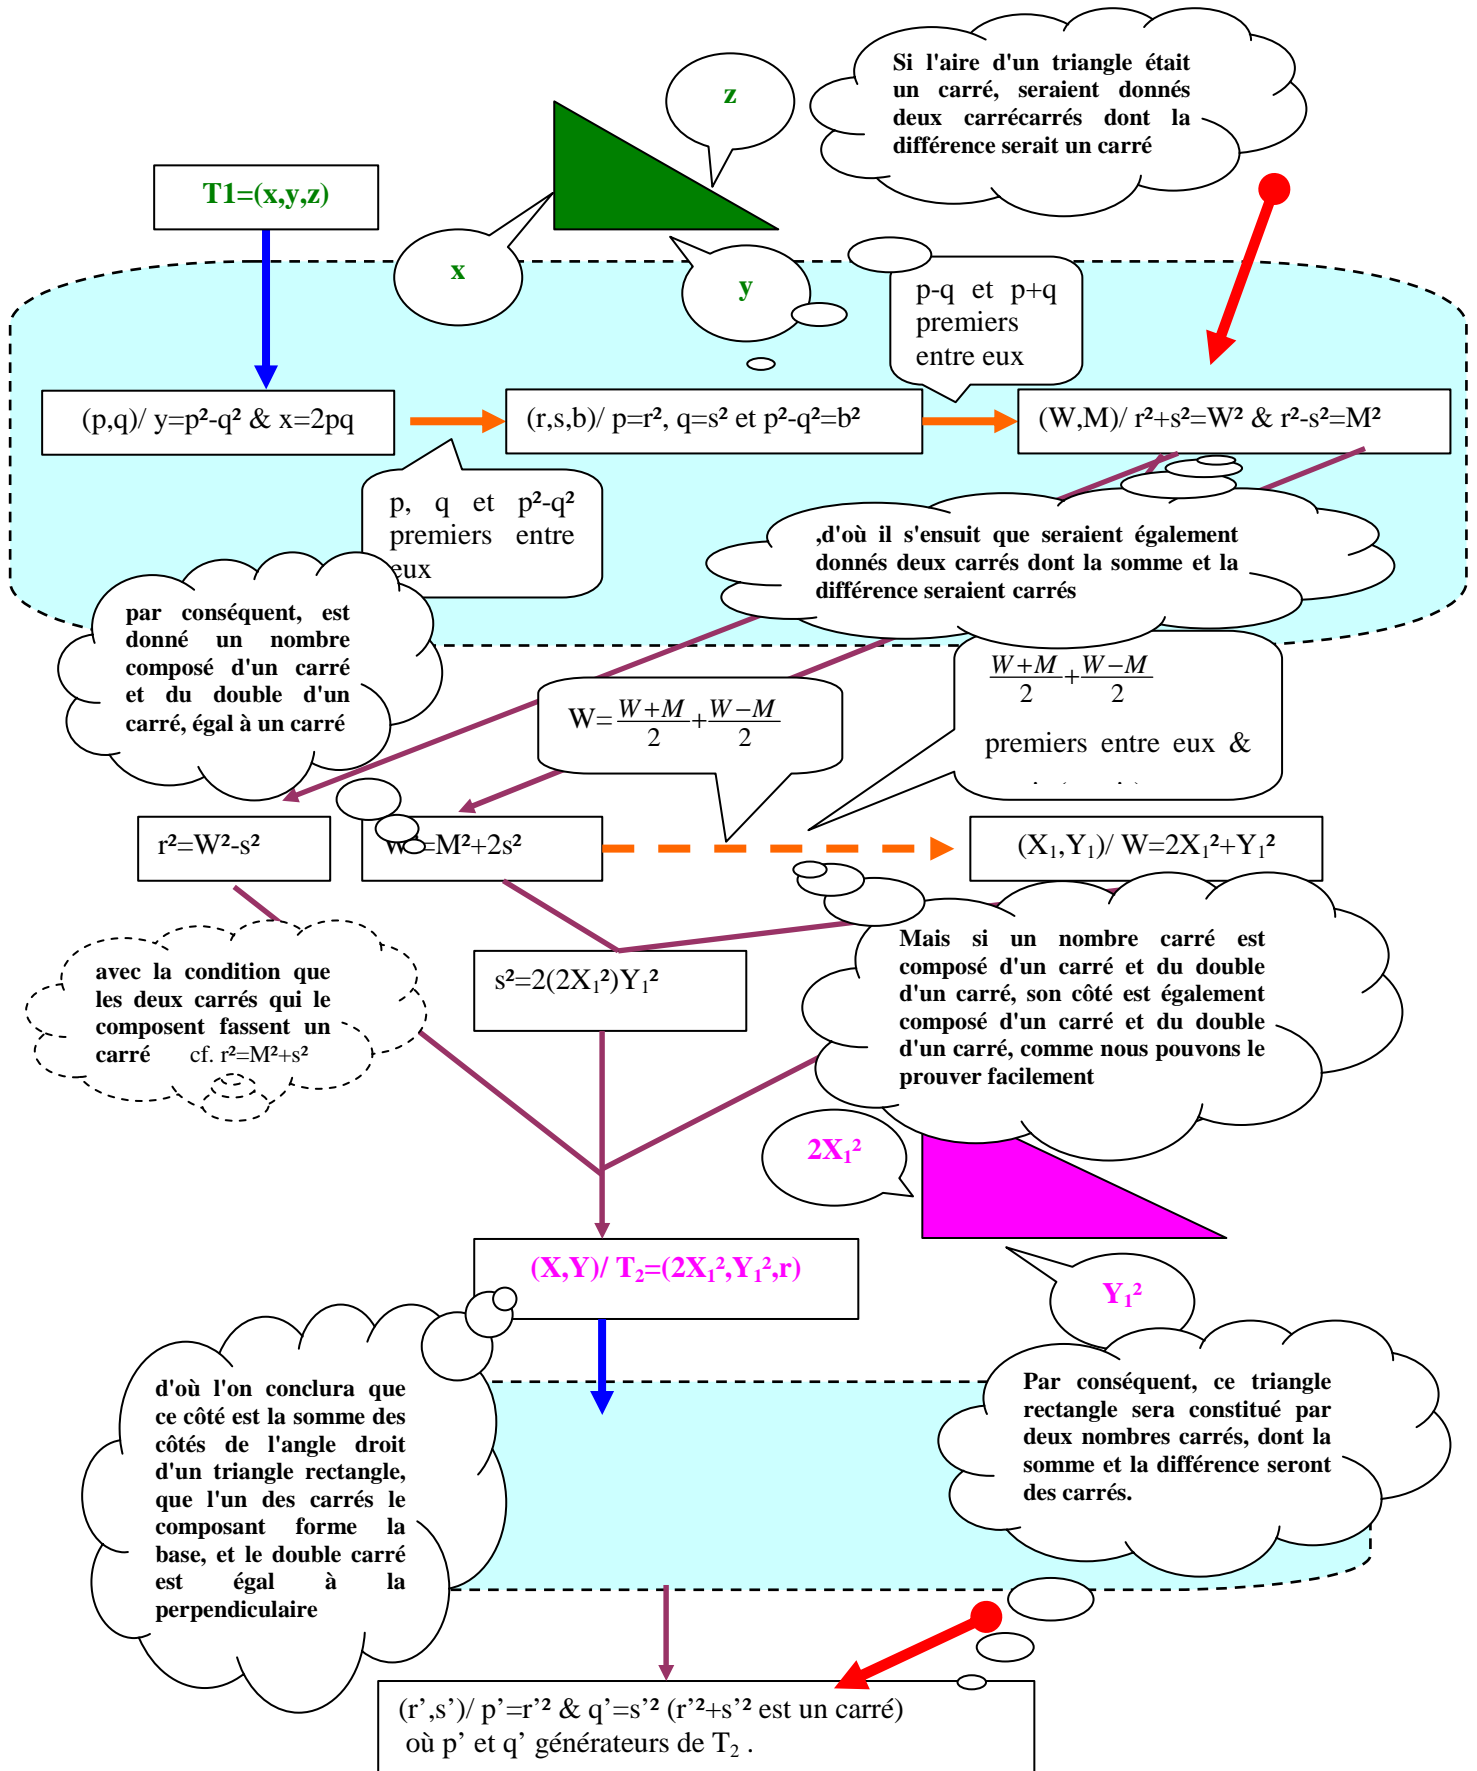 Si l'aire d'un triangle était
un carré, seraient donnés
deux carrécarrés dont la
différence serait un carré
z
T1=(x,y,z)
x
y
p-q et p+q
premiers
entre eux
(p,q)/ y=p²-q² & x=2pq
(r,s,b)/ p=r², q=s² et p²-q²=b²
(W,M)/ r²+s²=W² & r²-s²=M²
p, q et p²-q²
premiers entre
eux
,d'où il s'ensuit que seraient également
donnés deux carrés dont la somme et la
différence seraient carrés
par conséquent, est
donné un nombre
composé d'un carré
et du double d'un
carré, égal à un carré
W=\frac{W+M}{2}+\frac{W−M}{2}
\frac{W+M}{2}+\frac{W−M}{2}
premiers entre eux &
r²=W²-s²
W²=M²+2s²
(X₁,Y₁)/ W=2X₁²+Y₁²
avec la condition que
les deux carrés qui le
composent fassent un
carré cf. r²=M²+s²
s²=2(2X₁²)Y₁²
Mais si un nombre carré est
composé d'un carré et du double
d'un carré, son côté est également
composé d'un carré et du double
d'un carré, comme nous pouvons le
prouver facilement
2X₁²
(X,Y)/ T₂=(2X₁²,Y₁²,r)
Y₁²
d'où l'on conclura que
ce côté est la somme des
côtés de l'angle droit
d'un triangle rectangle,
que l'un des carrés le
composant forme la
base, et le double carré
est égal à la
perpendiculaire
Par conséquent, ce triangle
rectangle sera constitué par
deux nombres carrés, dont la
somme et la différence seront
des carrés.
(r’,s’)/ p’=r’² & q’=s’² (r’²+s’² est un carré)
où p’ et q’ générateurs de T₂ .